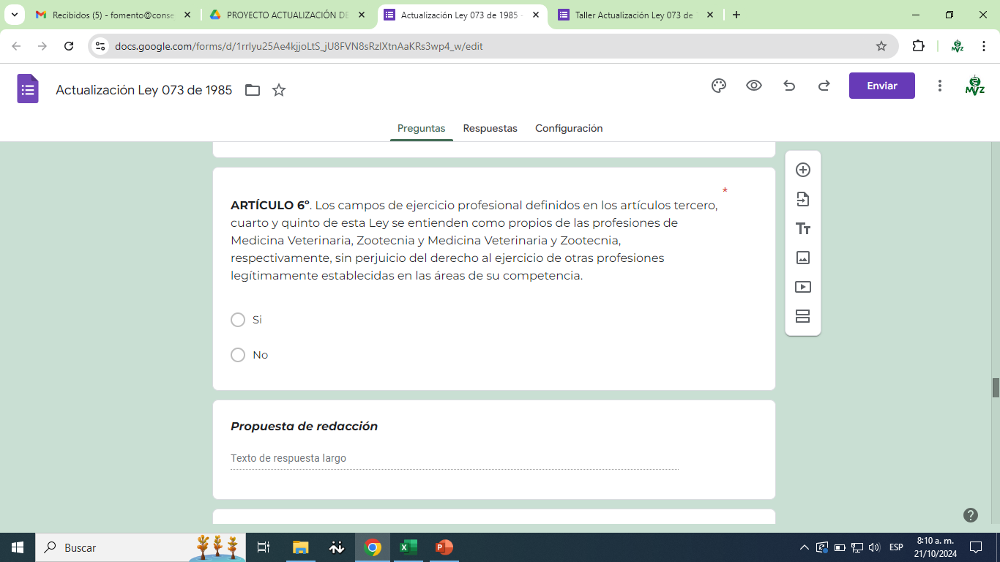 Recibidos (5) - fomento@conse
PROYECTO ACTUALIZACIÓN DE
Actualización Ley 073 de 1985 -
Taller Actualización Ley 073 de
docs.google.com/forms/d/1rrlyu25Ae4kjjoLtS_jU8FVN8sRzlXtnAaKRs3wp4_w/edit
MVZ
Actualización Ley 073 de 1985
Enviar
MVZ
Preguntas
Respuestas
Configuración
ARTÍCULO 6º. Los campos de ejercicio profesional definidos en los artículos tercero, *
cuarto y quinto de esta Ley se entienden como propios de las profesiones de
Medicina Veterinaria, Zootecnia y Medicina Veterinaria y Zootecnia,
respectivamente, sin perjuicio del derecho al ejercicio de otras profesiones
legítimamente establecidas en las áreas de su competencia.
Si
No
Propuesta de redacción
Texto de respuesta largo
Buscar
ESP
8:10 a. m.
21/10/2024